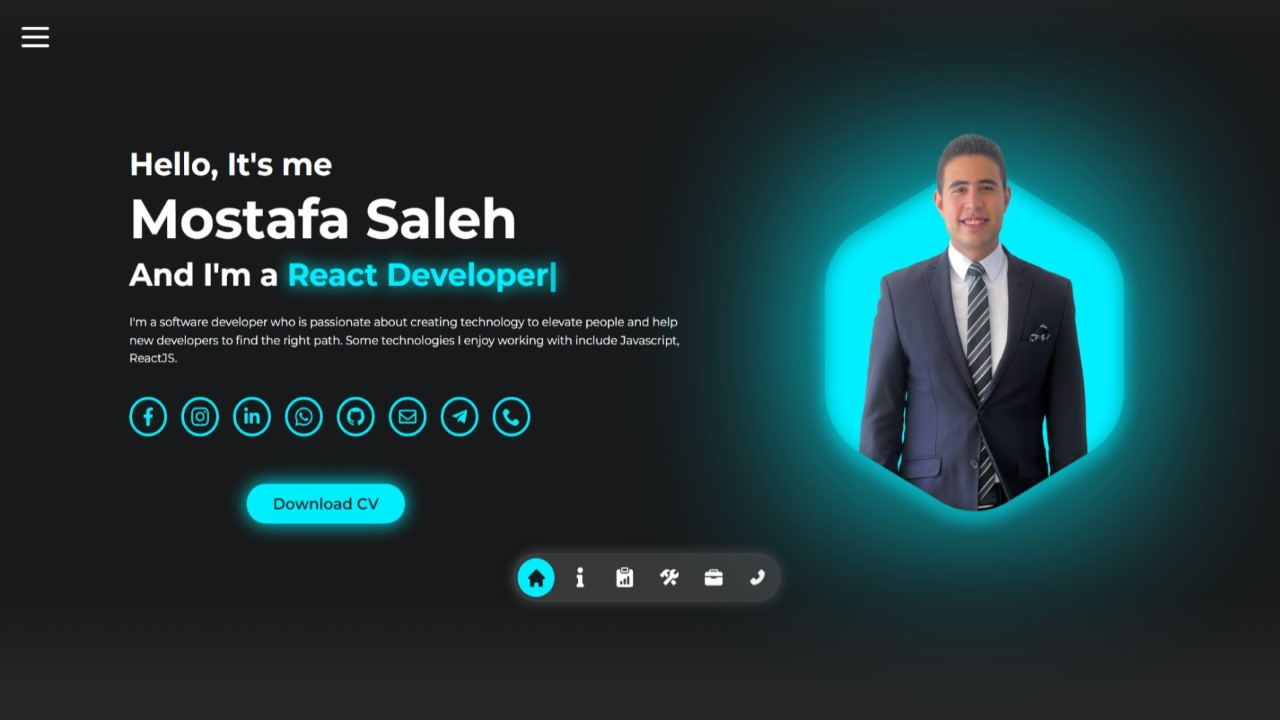 Hello, It's me
Mostafa Saleh
And I'm a React Developer|
I'm a software developer who is passionate about creating technology to elevate people and help
new developers to find the right path. Some technologies I enjoy working with include Javascript,
ReactJS.
Download CV